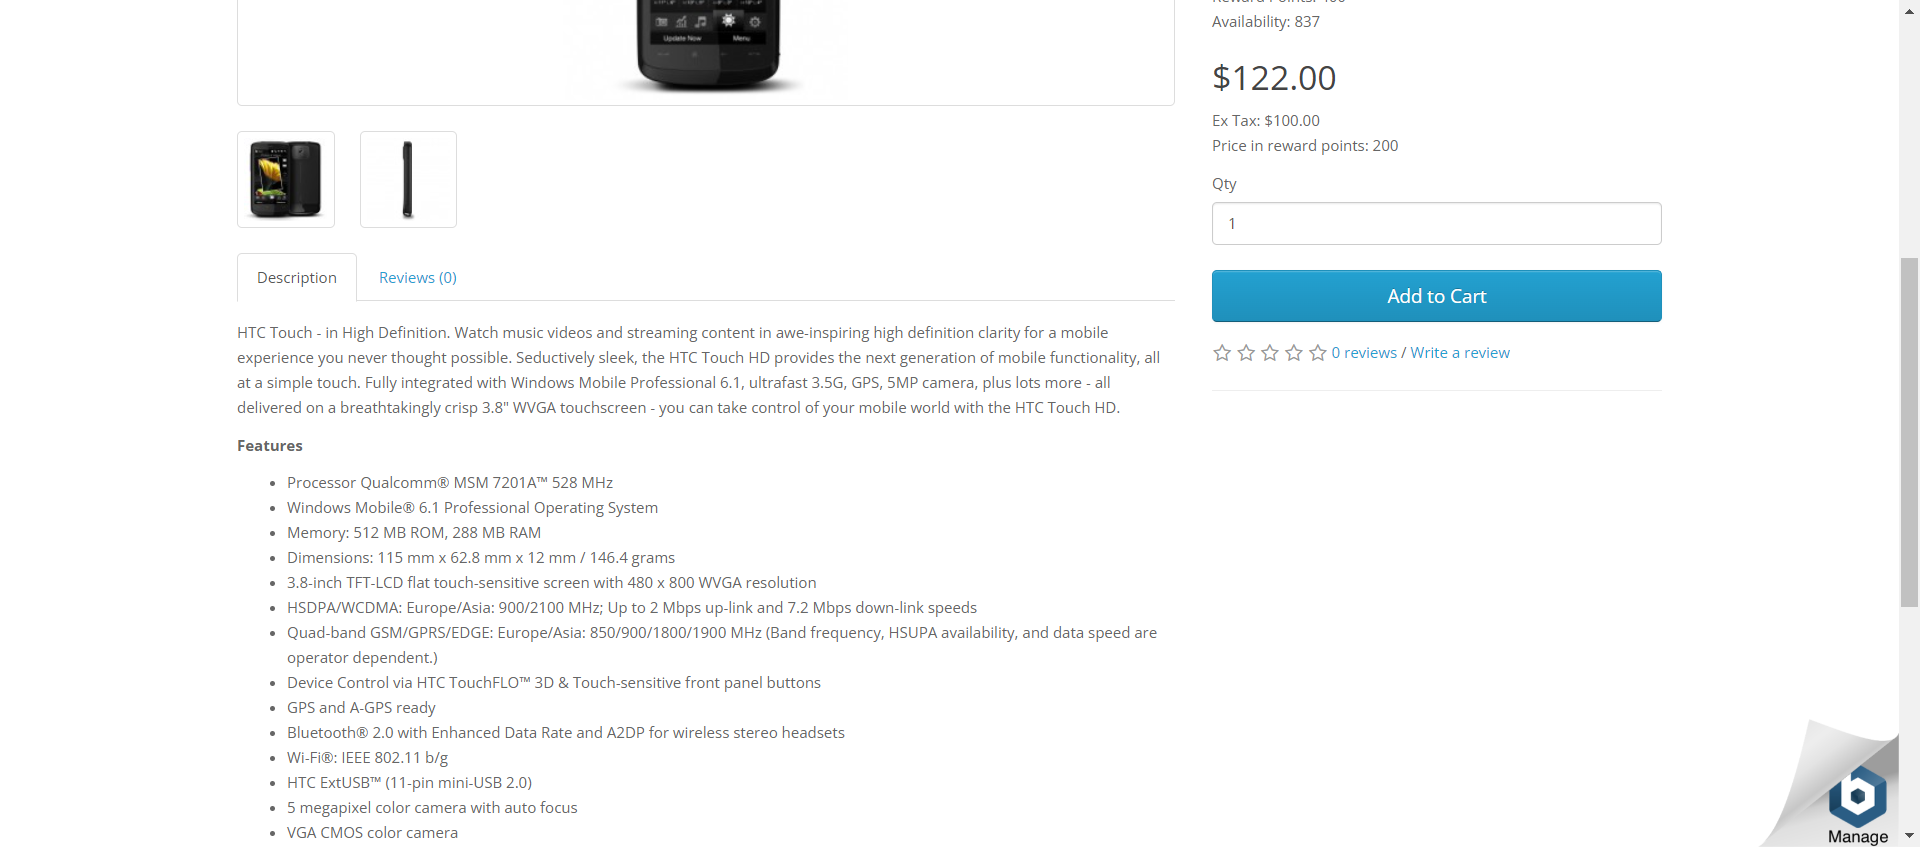 Update Now Menu
Availability: 837
$122.00
Ex Tax: $100.00
Price in reward points: 200
Qty
1
Add to Cart
0 reviews / Write a review
Description Reviews (0)
HTC Touch - in High Definition. Watch music videos and streaming content in awe-inspiring high definition clarity for a mobile
experience you never thought possible. Seductively sleek, the HTC Touch HD provides the next generation of mobile functionality, all
at a simple touch. Fully integrated with Windows Mobile Professional 6.1, ultrafast 3.5G, GPS, 5MP camera, plus lots more - all
delivered on a breathtakingly crisp 3.8" WVGA touchscreen - you can take control of your mobile world with the HTC Touch HD.
Features
• Processor Qualcomm® MSM 7201A™ 528 MHz
• Windows Mobile® 6.1 Professional Operating System
• Memory: 512 MB ROM, 288 MB RAM
• Dimensions: 115 mm x 62.8 mm x 12 mm / 146.4 grams
• 3.8-inch TFT-LCD flat touch-sensitive screen with 480 x 800 WVGA resolution
• HSDPA/WCDMA: Europe/Asia: 900/2100 MHz; Up to 2 Mbps up-link and 7.2 Mbps down-link speeds
• Quad-band GSM/GPRS/EDGE: Europe/Asia: 850/900/1800/1900 MHz (Band frequency, HSUPA availability, and data speed are
operator dependent.)
• Device Control via HTC TouchFLO™ 3D & Touch-sensitive front panel buttons
• GPS and A-GPS ready
• Bluetooth® 2.0 with Enhanced Data Rate and A2DP for wireless stereo headsets
• Wi-Fi®: IEEE 802.11 b/g
• HTC ExtUSB™ (11-pin mini-USB 2.0)
• 5 megapixel color camera with auto focus
• VGA CMOS color camera
b
Manage